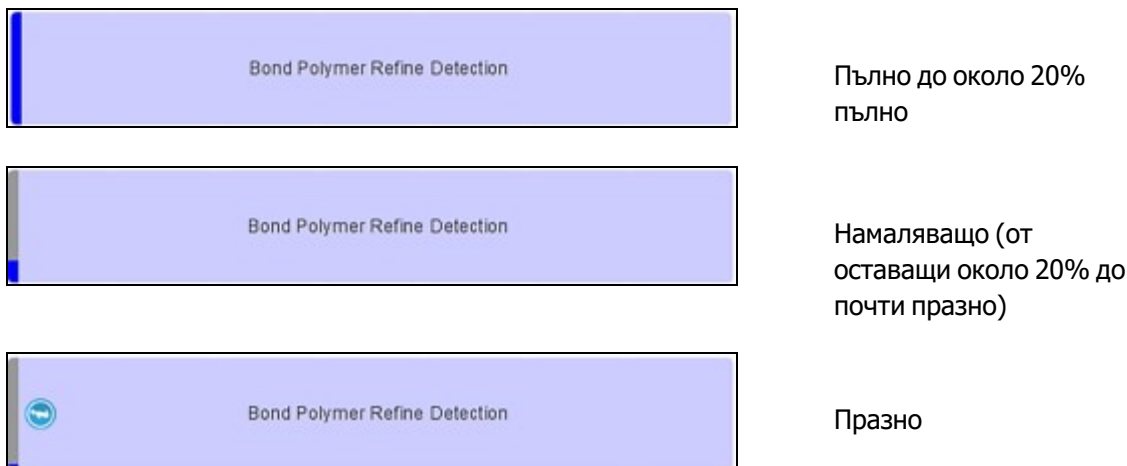 Bond Polymer Refine Detection
Пълно до около 20%
пълно
Bond Polymer Refine Detection
Намаляващо (от
оставащи около 20% до
почти празно)
Bond Polymer Refine Detection
Празно